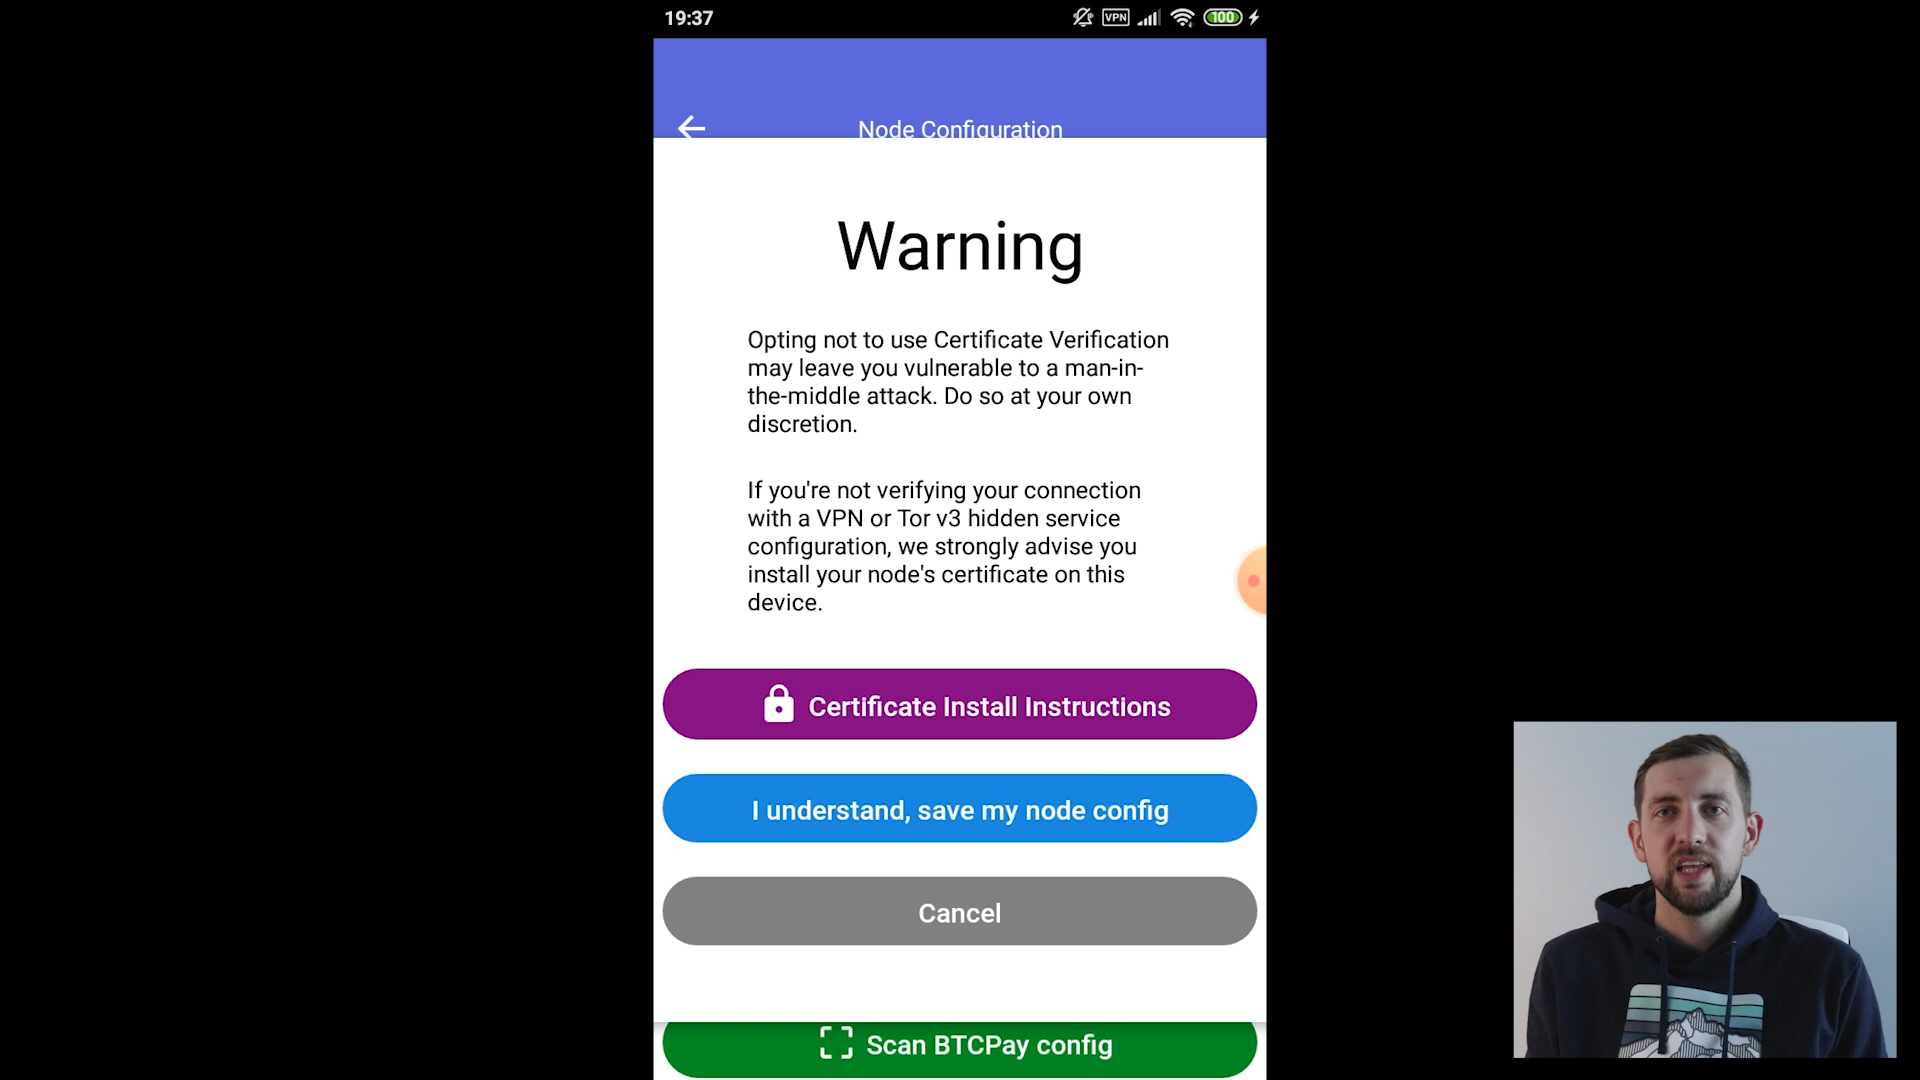 19:37
VPN
100
Node Configuration
Warning
Opting not to use Certificate Verification
may leave you vulnerable to a man-in-
the-middle attack. Do so at your own
discretion.
If you're not verifying your connection
with a VPN or Tor v3 hidden service
configuration, we strongly advise you
install your node's certificate on this
device.
Certificate Install Instructions
I understand, save my node config
Cancel
Scan BTCPay config